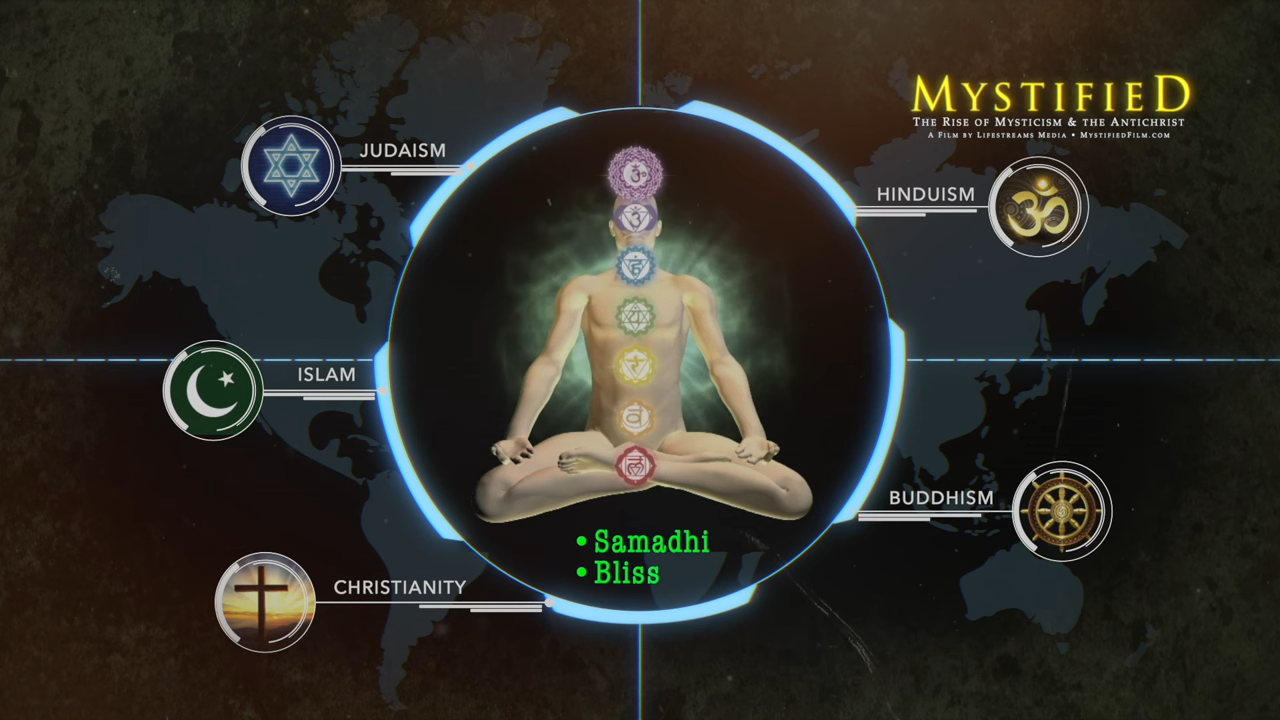 MYSTIFIED
THE RISE OF MYSTICISM & THE ANTICHRIST
A FILM BY LIFESTREAMS MEDIA • MYSTIFIEDFILM.COM
JUDAISM
HINDUISM
ISLAM
BUDDHISM
CHRISTIANITY
• Samadhi
• Bliss
ॐ
ॐ
हं
यं
रं
वं
लं
ॐ